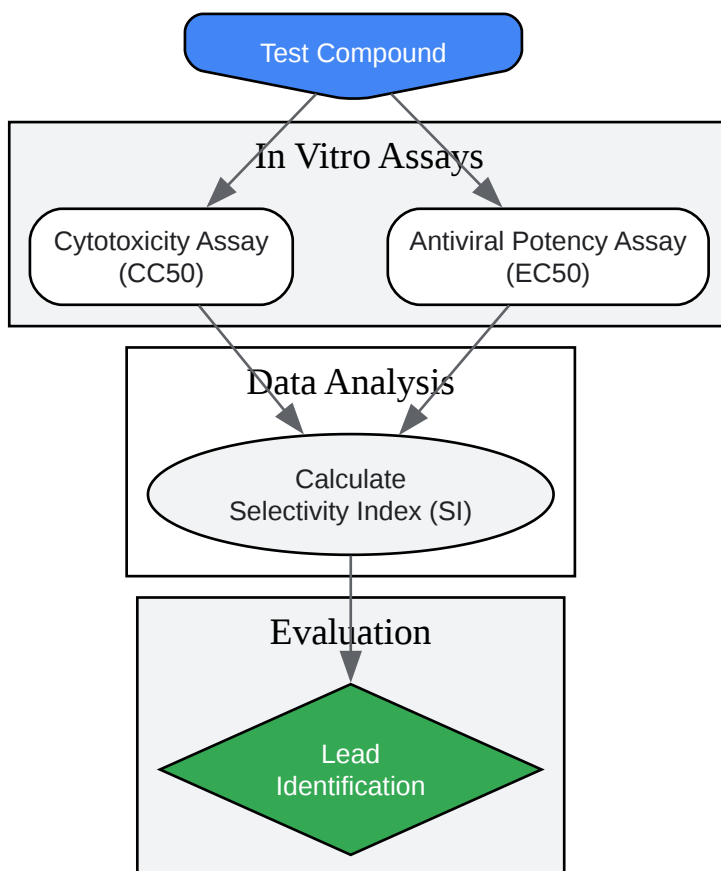 Test Compound
In Vitro Assays
Cytotoxicity Assay
(CC50)
Antiviral Potency Assay
(EC50)
Data Analysis
Calculate
Selectivity Index (SI)
Evaluation
Lead
Identification